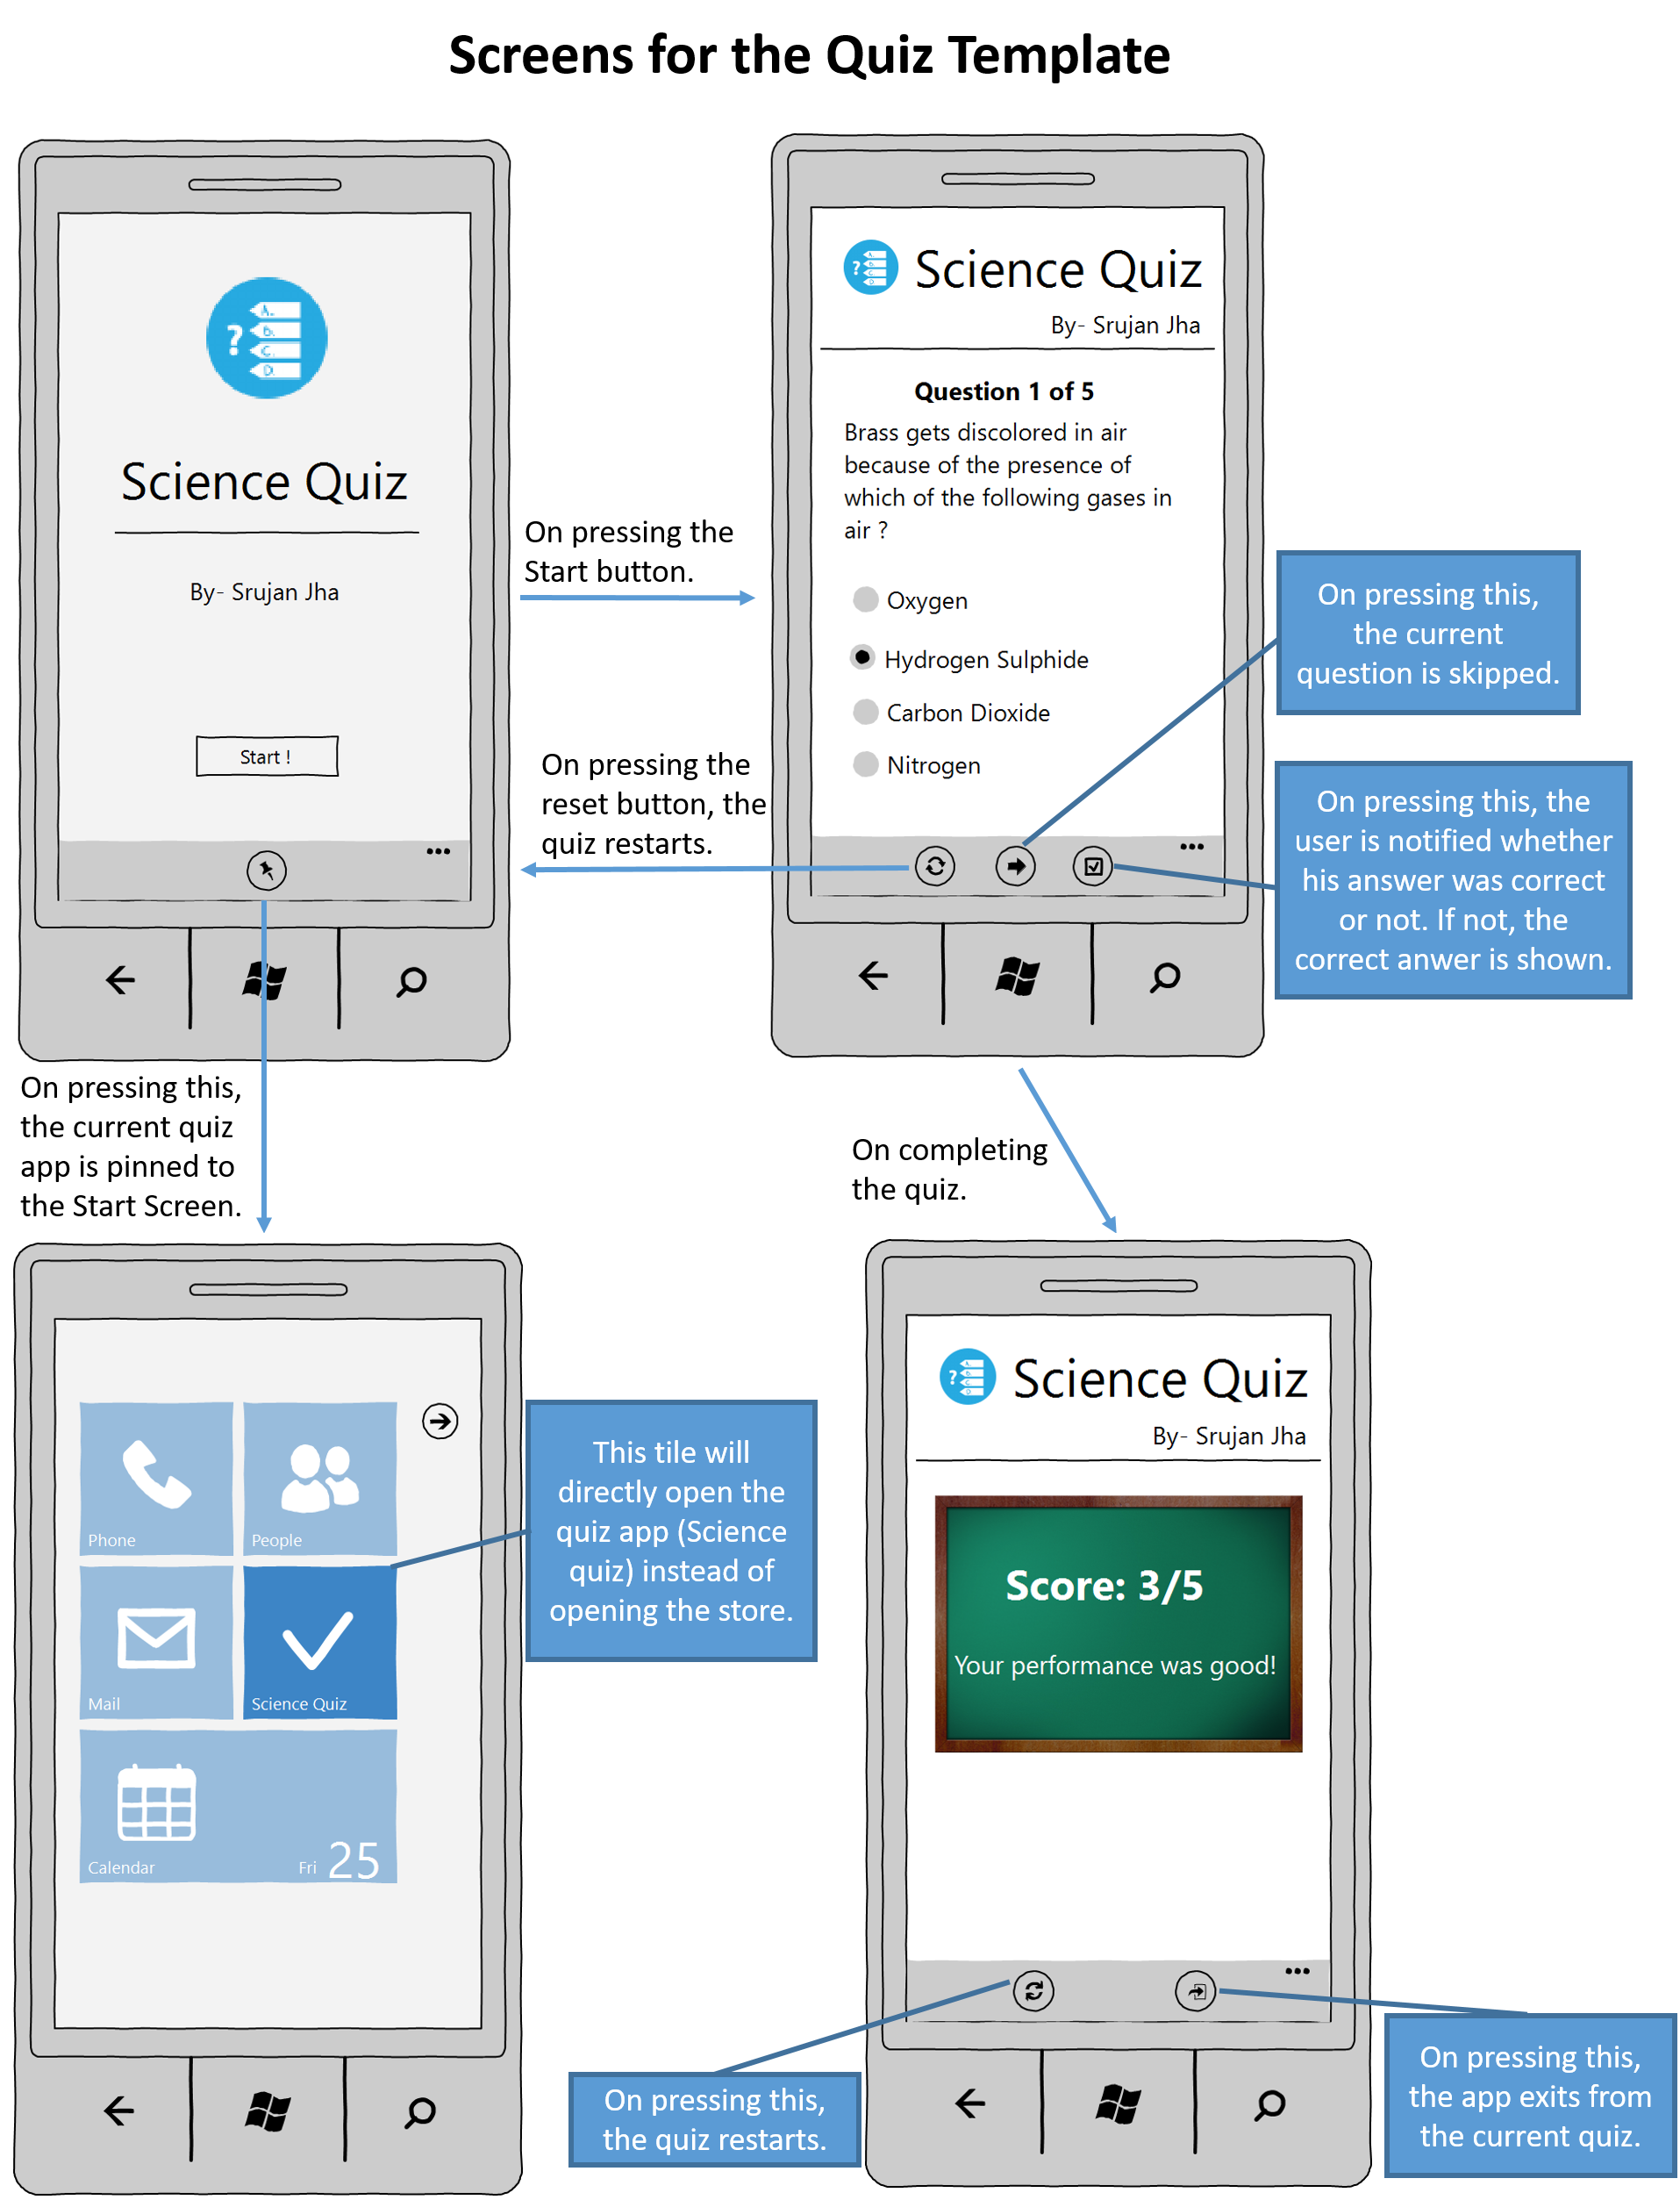 Screens for the Quiz Template
A.
B.
C.
D.
Science Quiz
By- Srujan Jha
Start !
On pressing the
Start button.
On pressing the
reset button, the
quiz restarts.
Science Quiz
By- Srujan Jha
Question 1 of 5
Brass gets discolored in air
because of the presence of
which of the following gases in
air ?
Oxygen
Hydrogen Sulphide
Carbon Dioxide
Nitrogen
On pressing this,
the current
question is skipped.
On pressing this, the
user is notified whether
his answer was correct
or not. If not, the
correct anwer is shown.
On pressing this,
the current quiz
app is pinned to
the Start Screen.
On completing
the quiz.
Phone
People
Mail
Science Quiz
Calendar
Fri 25
This tile will
directly open the
quiz app (Science
quiz) instead of
opening the store.
Science Quiz
By- Srujan Jha
Score: 3/5
Your performance was good!
On pressing this,
the quiz restarts.
On pressing this,
the app exits from
the current quiz.